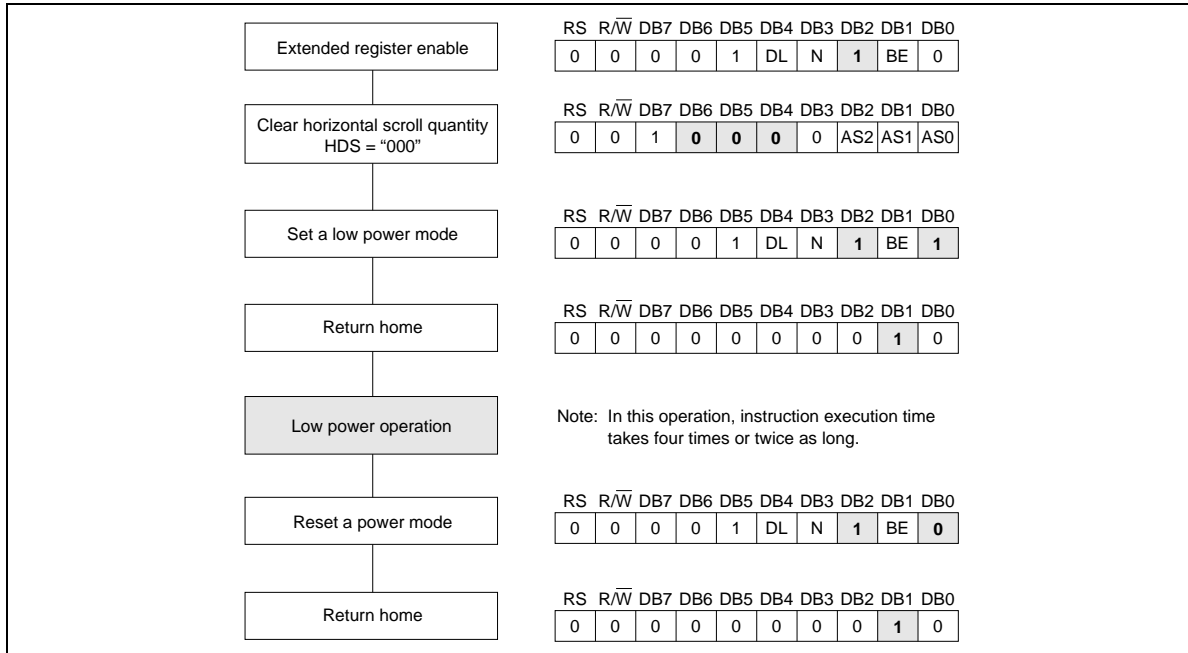 RS R/W̅ DB7 DB6 DB5 DB4 DB3 DB2 DB1 DB0
Extended register enable
0 0 0 0 1 DL N 1 BE 0
RS R/W̅ DB7 DB6 DB5 DB4 DB3 DB2 DB1 DB0
Clear horizontal scroll quantity
HDS = “000”
0 0 1 0 0 0 0 AS2 AS1 AS0
RS R/W̅ DB7 DB6 DB5 DB4 DB3 DB2 DB1 DB0
Set a low power mode
0 0 0 0 1 DL N 1 BE 1
RS R/W̅ DB7 DB6 DB5 DB4 DB3 DB2 DB1 DB0
Return home
0 0 0 0 0 0 0 0 1 0
Low power operation
Note: In this operation, instruction execution time
takes four times or twice as long.
RS R/W̅ DB7 DB6 DB5 DB4 DB3 DB2 DB1 DB0
Reset a power mode
0 0 0 0 1 DL N 1 BE 0
RS R/W̅ DB7 DB6 DB5 DB4 DB3 DB2 DB1 DB0
Return home
0 0 0 0 0 0 0 0 1 0